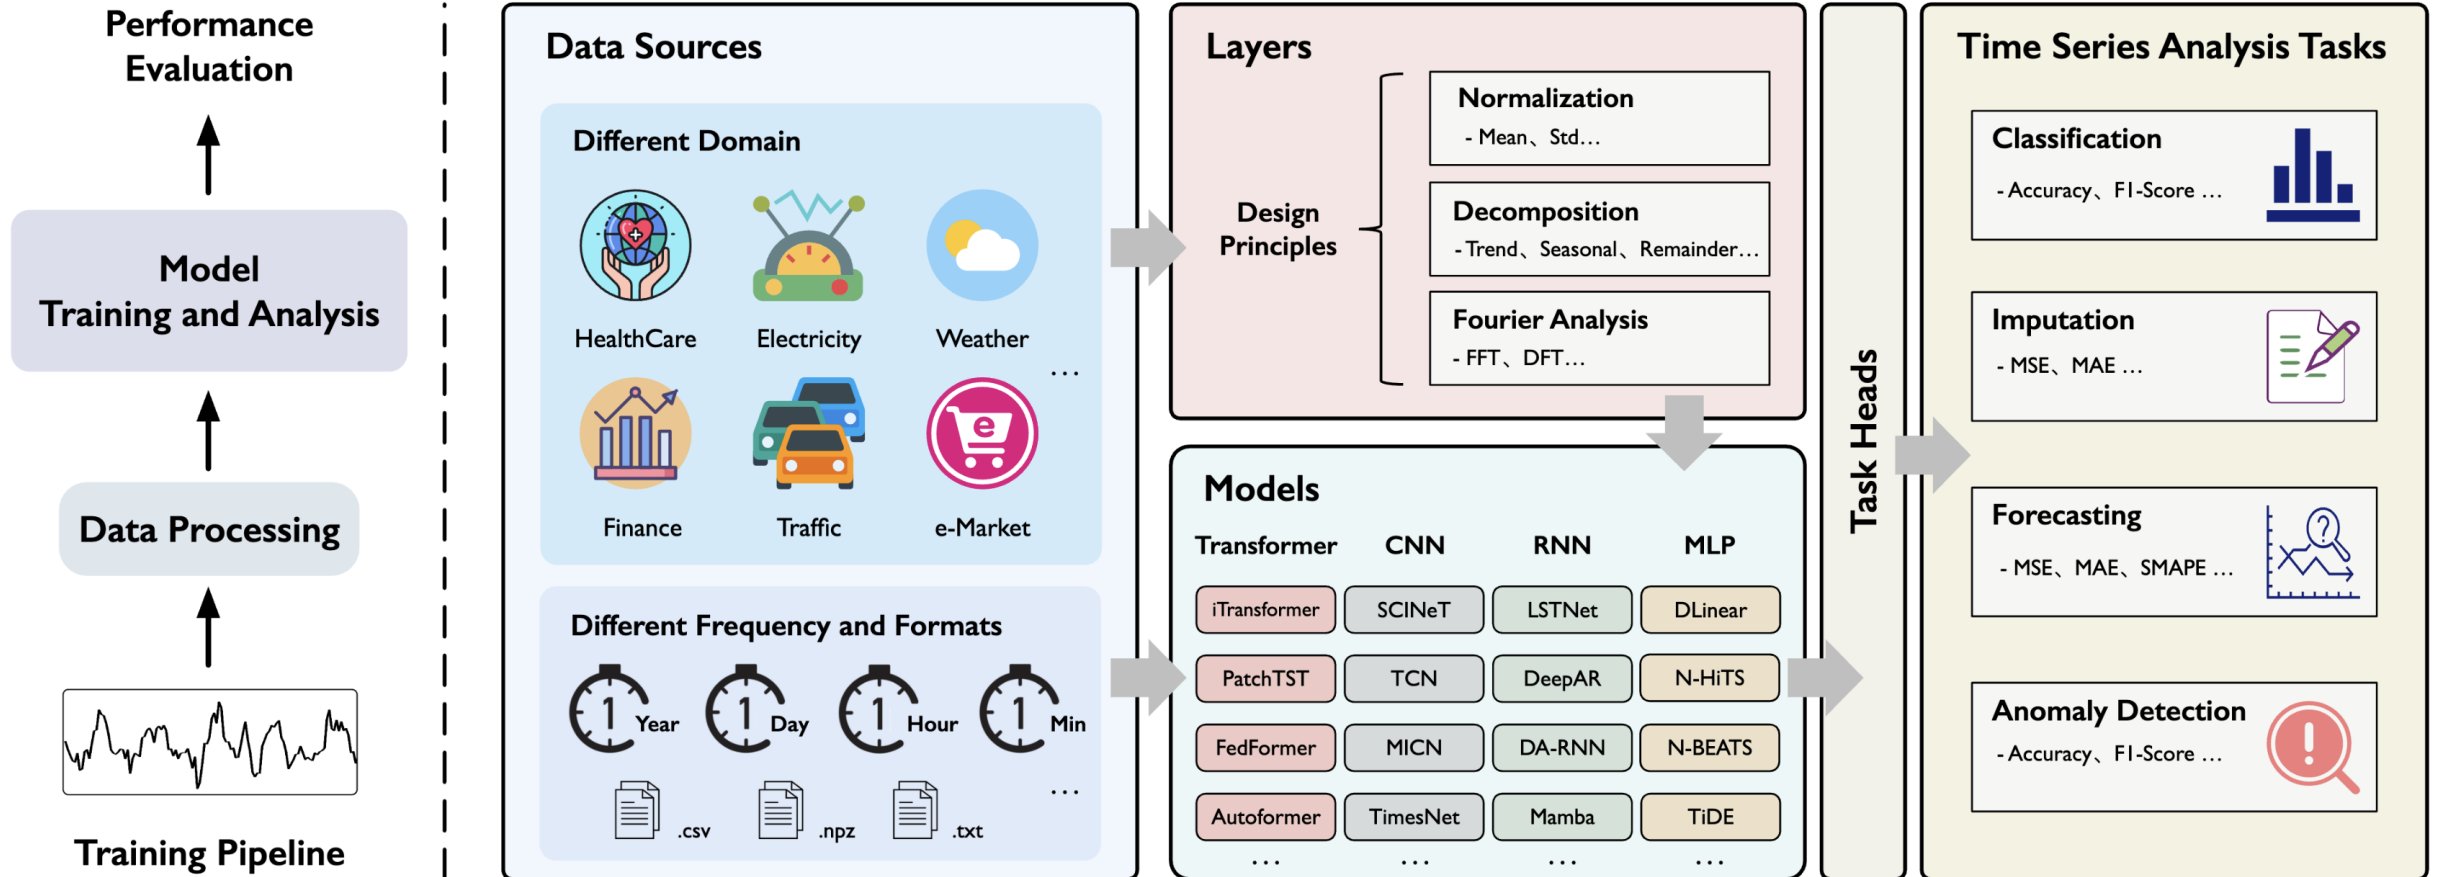 Performance
Evaluation
Model
Training and Analysis
Data Processing
Training Pipeline
Data Sources
Different Domain
HealthCare
Electricity
Weather
...
Finance
Traffic
e
e-Market
Different Frequency and Formats
1 Year
1 Day
1 Hour
1 Min
.csv
.npz
.txt
...
Layers
Design
Principles
Normalization
- Mean、Std...
Decomposition
- Trend、Seasonal、Remainder...
Fourier Analysis
- FFT、DFT...
Models
Transformer CNN RNN MLP
iTransformer SCINeT LSTNet DLinear
PatchTST TCN DeepAR N-HiTS
FedFormer MICN DA-RNN N-BEATS
Autoformer TimesNet Mamba TiDE
... ... ... ...
Task Heads
Time Series Analysis Tasks
Classification
- Accuracy、F1-Score ...
Imputation
- MSE、MAE ...
Forecasting
- MSE、MAE、SMAPE ...
?
Anomaly Detection
- Accuracy、F1-Score ...
!